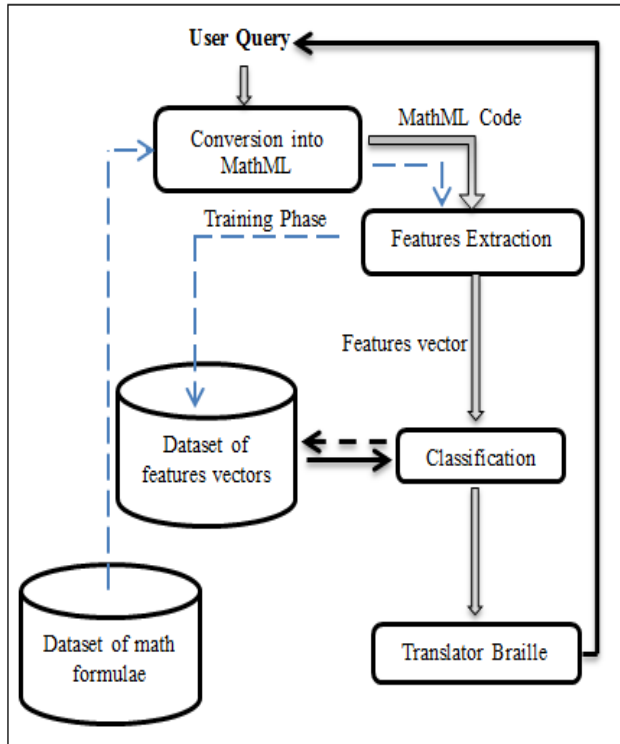 User Query
Conversion into
MathML
MathML Code
Training Phase
Features Extraction
Features vector
Dataset of
features vectors
Classification
Dataset of math
formulae
Translator Braille